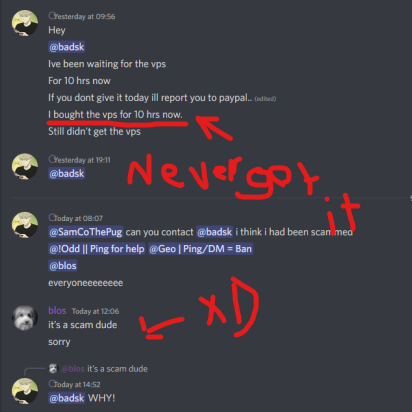 Yesterday at 09:56
Hey
@badsk
Ive been waiting for the vps
For 10 hrs now
If you dont give it today ill report you to paypal.. (edited)
I bought the vps for 10 hrs now.
Still didn't get the vps
Yesterday at 19:11
@badsk
Never got
it
Today at 08:07
@SamCoThePug can you contact @badsk i think i had been scammed
@!Odd || Ping for help @Geo | Ping/DM = Ban
@blos
everyoneeeeeeee
blos Today at 12:06
it's a scam dude
sorry
XD
@blos it's a scam dude
Today at 14:52
@badsk WHY!